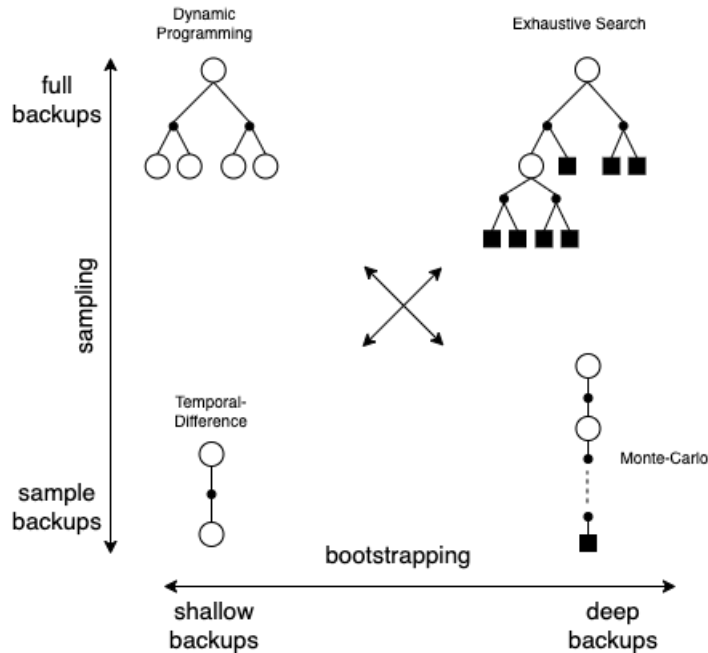 Dynamic
Programming
Exhaustive Search
full
backups
sampling
Temporal-
Difference
Monte-Carlo
sample
backups
bootstrapping
shallow
backups
deep
backups